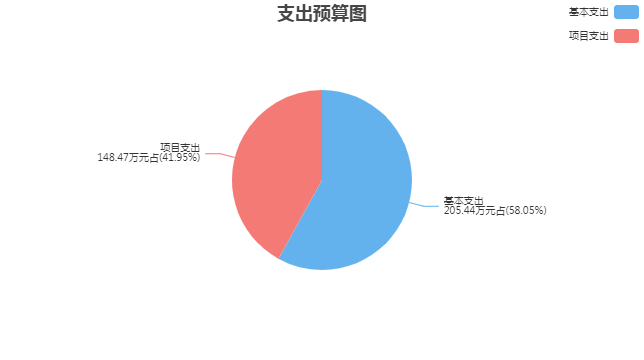 支出预算图
基本支出
项目支出
项目支出
148.47万元占(41.95%)
基本支出
205.44万元占(58.05%)